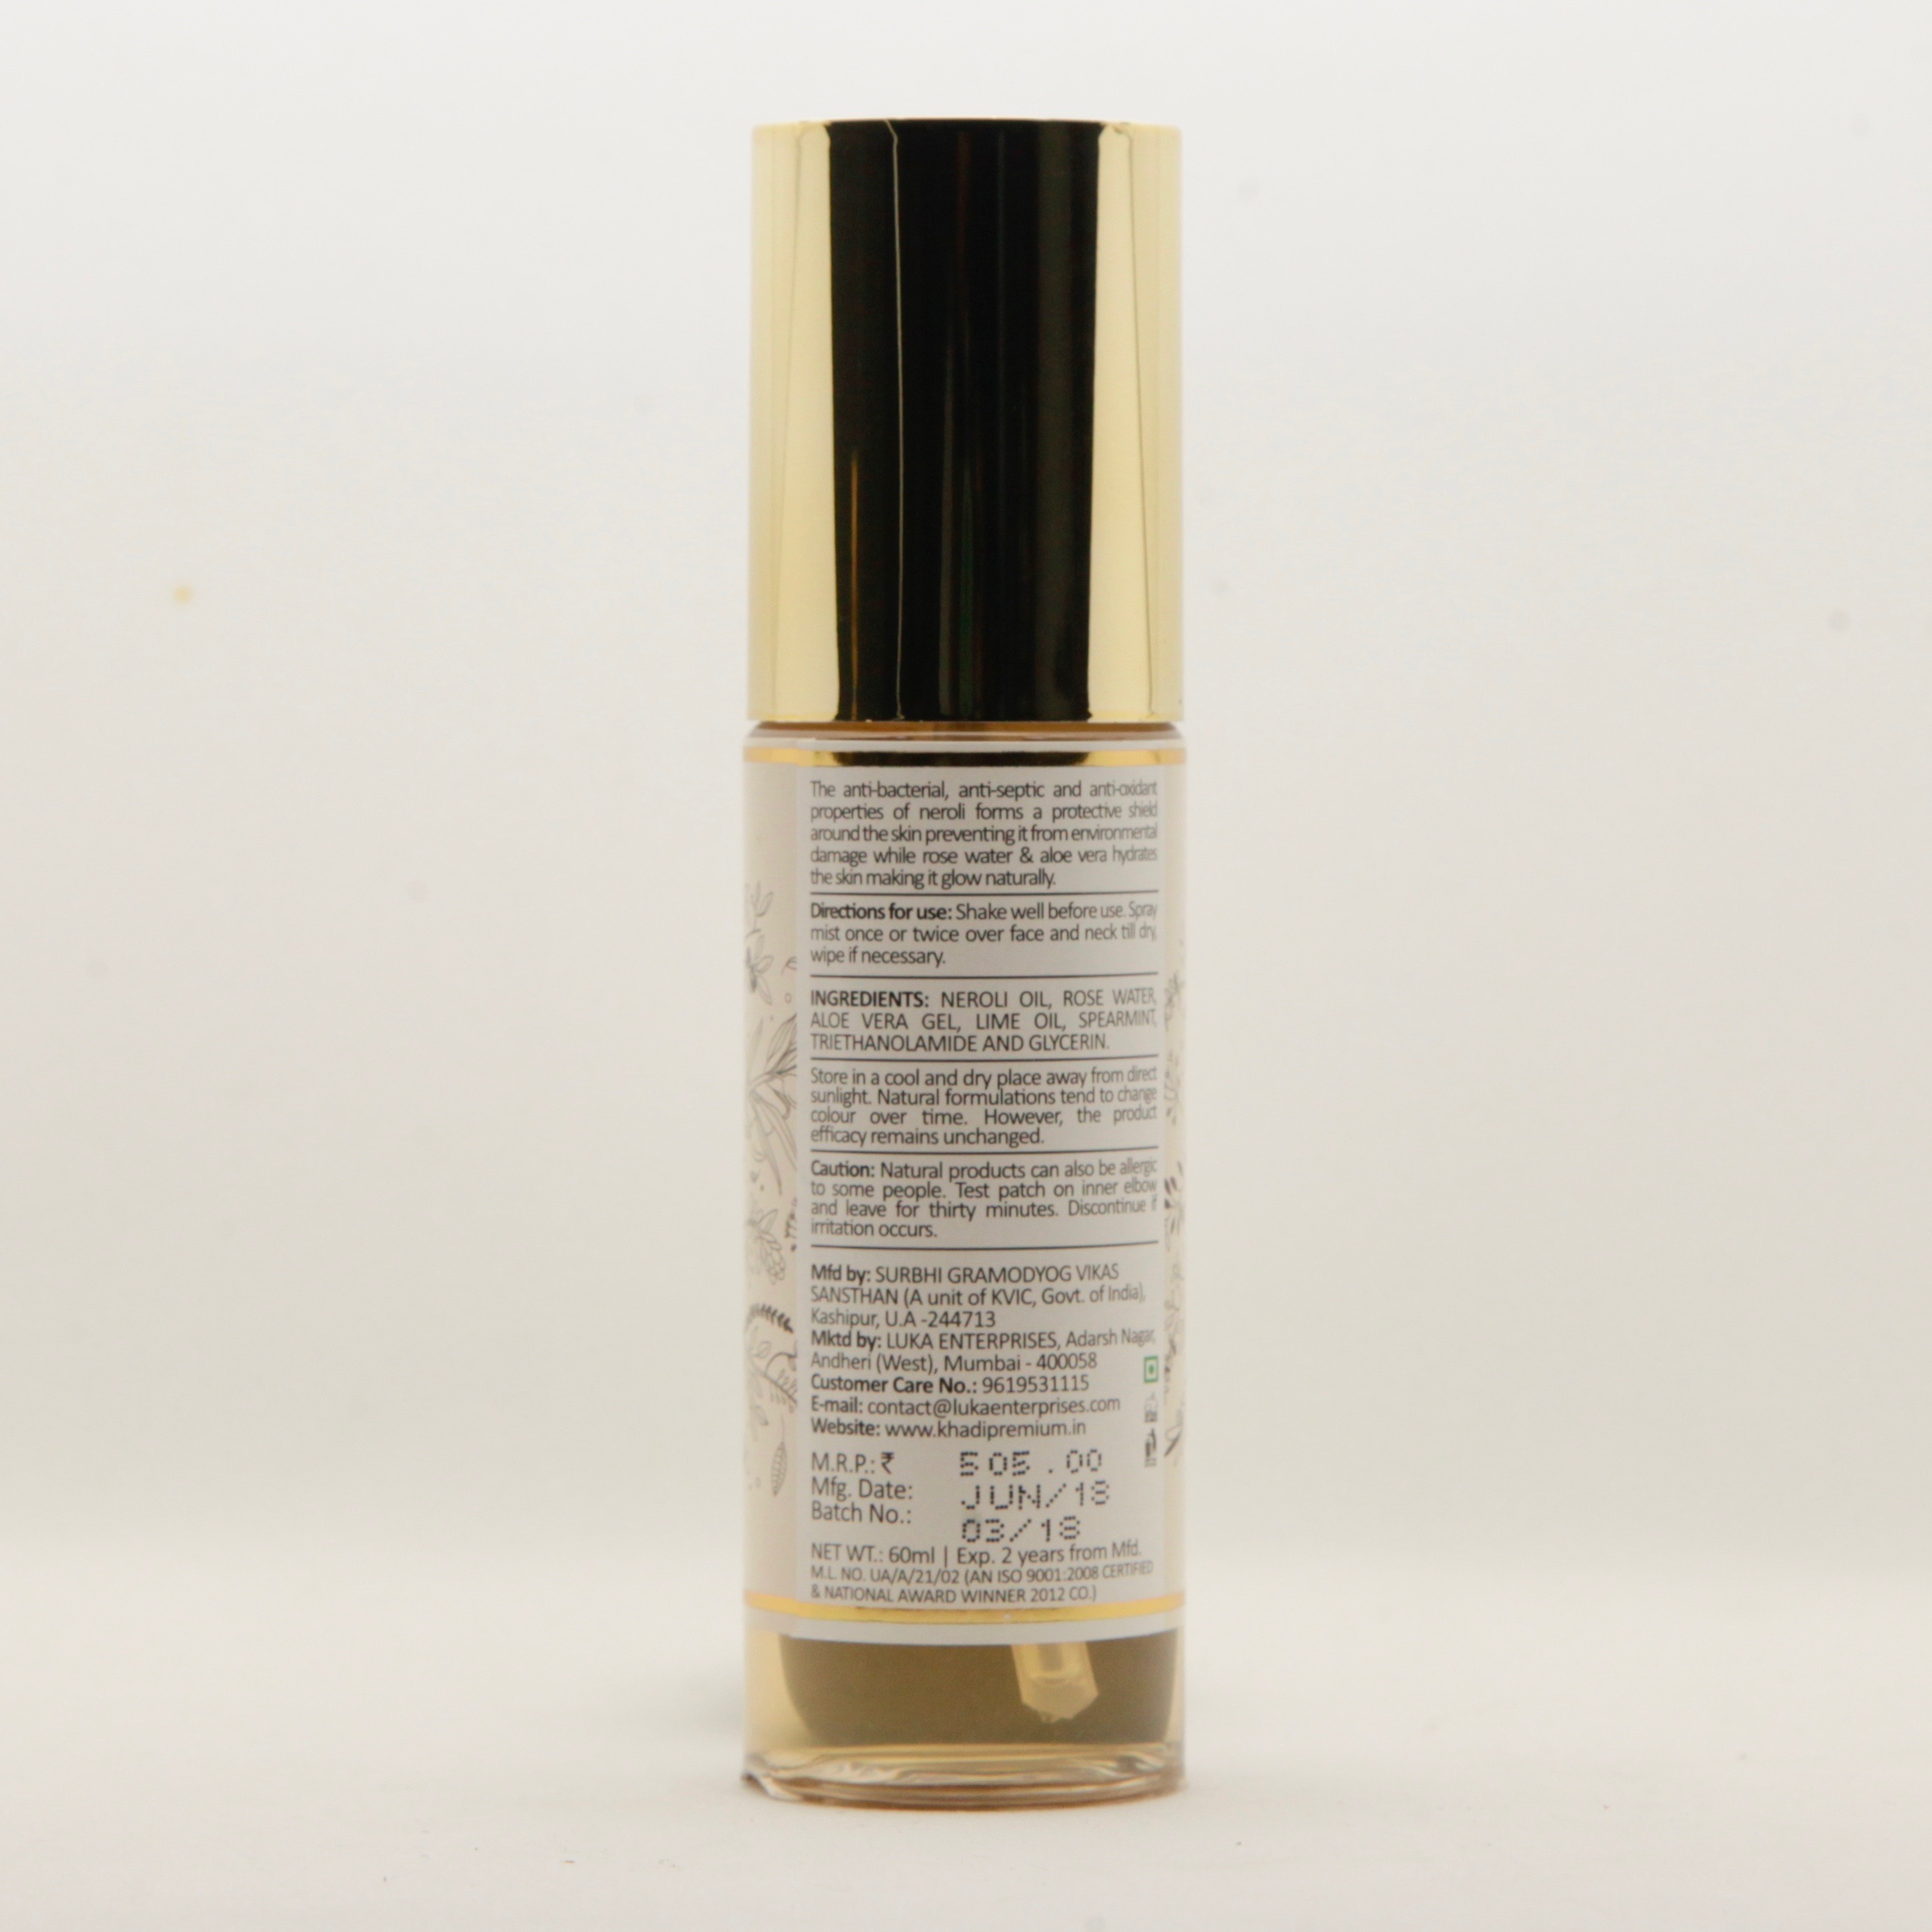 The anti-bacterial, anti-septic and anti-oxidant
properties of neroli forms a protective shield
around the skin preventing it from environmental
damage while rose water & aloe vera hydrates
the skin making it glow naturally.
Directions for use: Shake well before use. Spray
mist once or twice over face and neck till dry,
wipe if necessary.
INGREDIENTS: NEROLI OIL, ROSE WATER,
ALOE VERA GEL, LIME OIL, SPEARMINT,
TRIETHANOLAMIDE AND GLYCERIN.
Store in a cool and dry place away from direct
sunlight. Natural formulations tend to change
colour over time. However, the product
efficacy remains unchanged.
Caution: Natural products can also be allergic
to some people. Test patch on inner elbow
and leave for thirty minutes. Discontinue if
irritation occurs.
Mfd by: SURBHI GRAMODYOG VIKAS
SANSTHAN (A unit of KVIC, Govt. of India),
Kashipur, U.A -244713
Mktd by: LUKA ENTERPRISES, Adarsh Nagar,
Andheri (West), Mumbai - 400058
Customer Care No.: 9619531115
E-mail: contact@lukaenterprises.com
Website: www.khadipremium.in
M.R.P.: ₹ 505.00
Mfg. Date: JUN/18
Batch No.: 03/18
NET WT.: 60ml | Exp. 2 years from Mfd.
M.L. NO. UA/A/21/02 (AN ISO 9001:2008 CERTIFIED
& NATIONAL AWARD WINNER 2012 CO.)